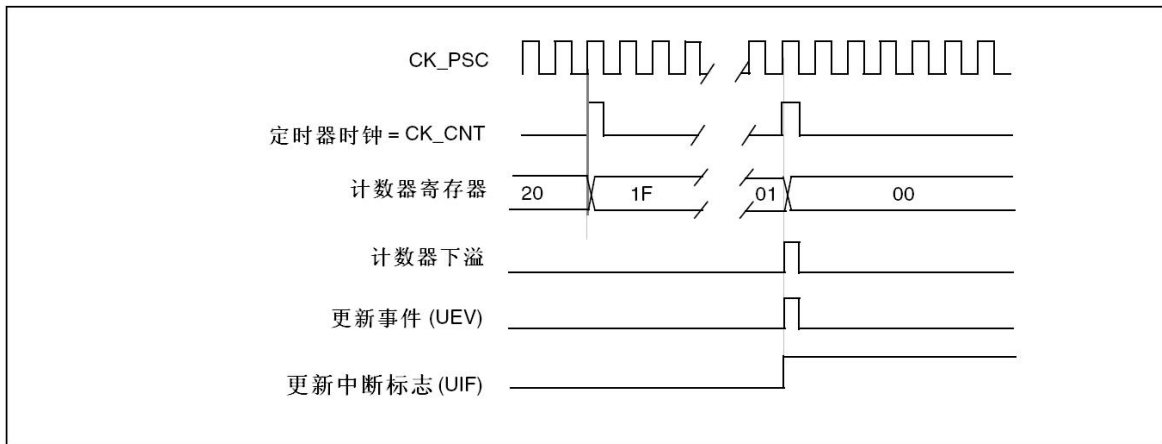 CK_PSC
定时器时钟 = CK_CNT
计数器寄存器 20 1F 01 00
计数器下溢
更新事件 (UEV)
更新中断标志 (UIF)